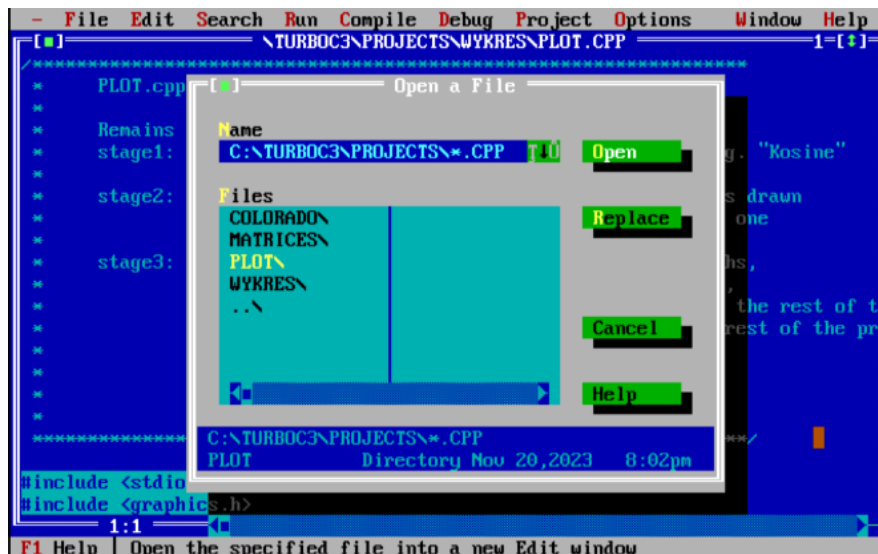 - File Edit Search Run Compile Debug Project Options Window Help
\TURBOC3\PROJECTS\WYKRES\PLOT.CPP 1
/*****************************************************************
* PLOT.cpp
*
* Remains
* stage1: g. "Kosine"
*
* stage2: s drawn
* one
*
* stage3: hs,
* ,
* the rest of t
* rest of the pr
*
*
*
*
Open a File
Name
C:\TURBOC3\PROJECTS\*.CPP
Open
Files
COLORADO\
MATRICES\
PLOT\
WYKRES\
..\
Replace
Cancel
Help
C:\TURBOC3\PROJECTS\*.CPP
PLOT Directory Nov 20,2023 8:02pm
#include <stdio
#include <graphics.h>
1:1
F1 Help | Open the specified file into a new Edit window